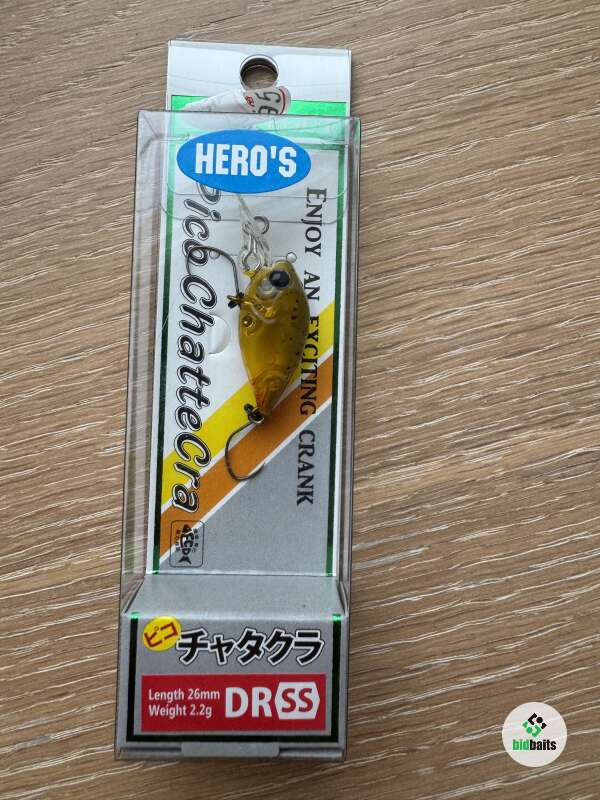 HERO'S
Pico ChatteCra
ENJOY AN EXCITING CRANK
ピコ
チャタクラ
Length 26mm
Weight 2.2g
DR SS
bidbaits